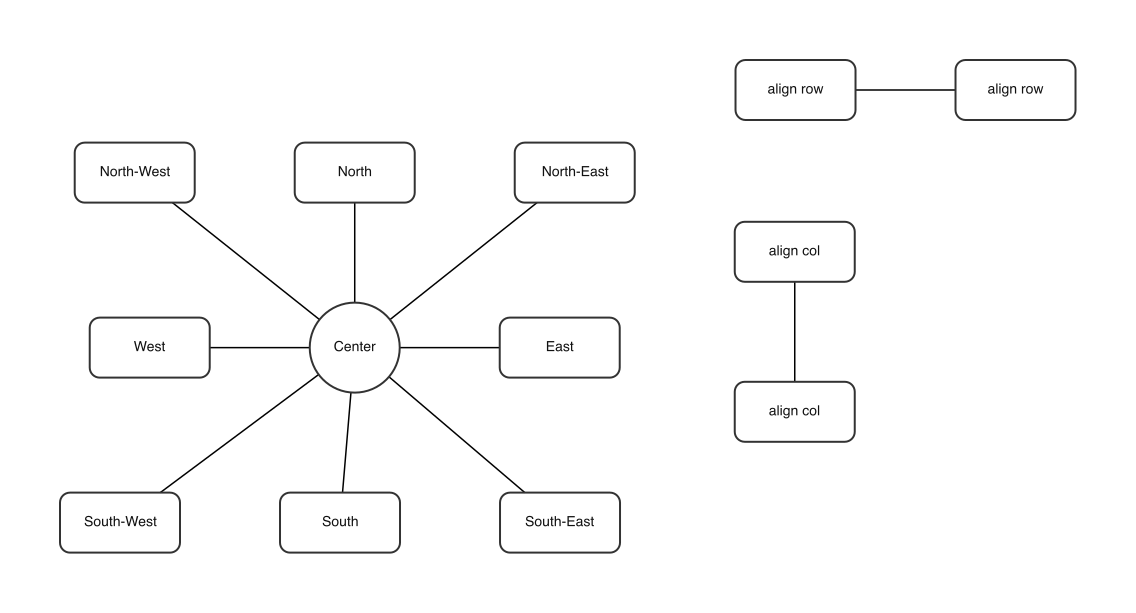 align row
align row
North-West
North
North-East
align col
West
Center
East
align col
South-West
South
South-East